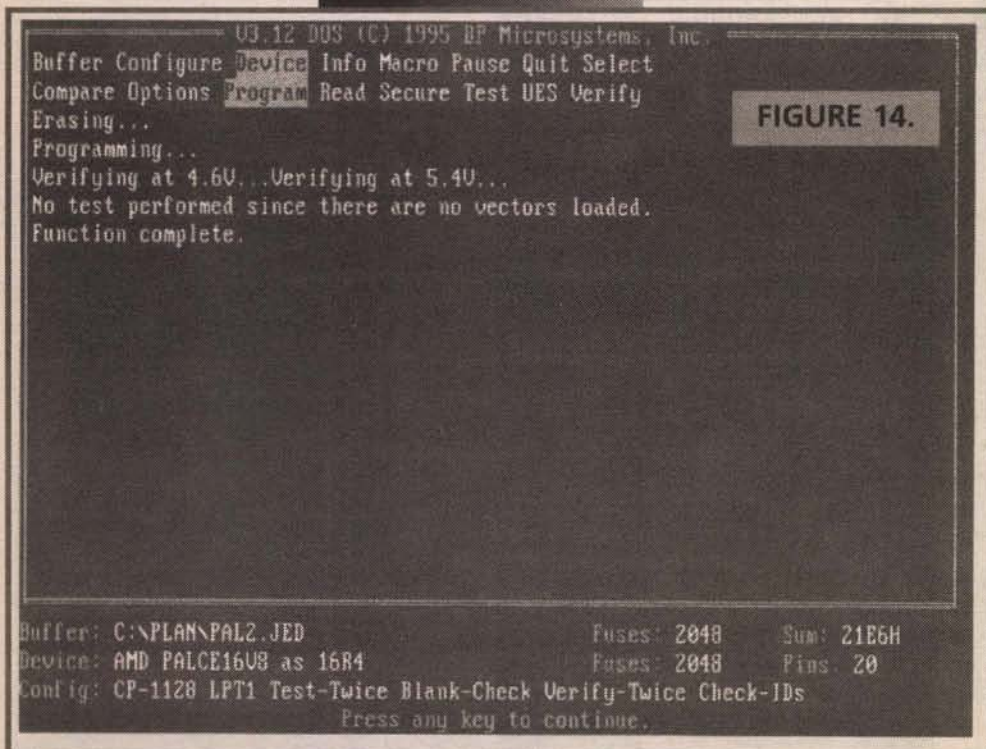 V3.12 DOS (C) 1995 BP Microsystems, Inc.
Buffer Configure Device Info Macro Pause Quit Select
Compare Options Program Read Secure Test UES Verify
FIGURE 14.
Erasing...
Programming...
Verifying at 4.6V...Verifying at 5.4V...
No test performed since there are no vectors loaded.
Function complete.
Buffer: C:\PLAN\PAL2.JED Fuses: 2048 Sum: 21E6H
Device: AMD PALCE16V8 as 16R4 Fuses: 2048 Pins: 20
Config: CP-1128 LPT1 Test-Twice Blank-Check Verify-Twice Check-IDs
Press any key to continue.